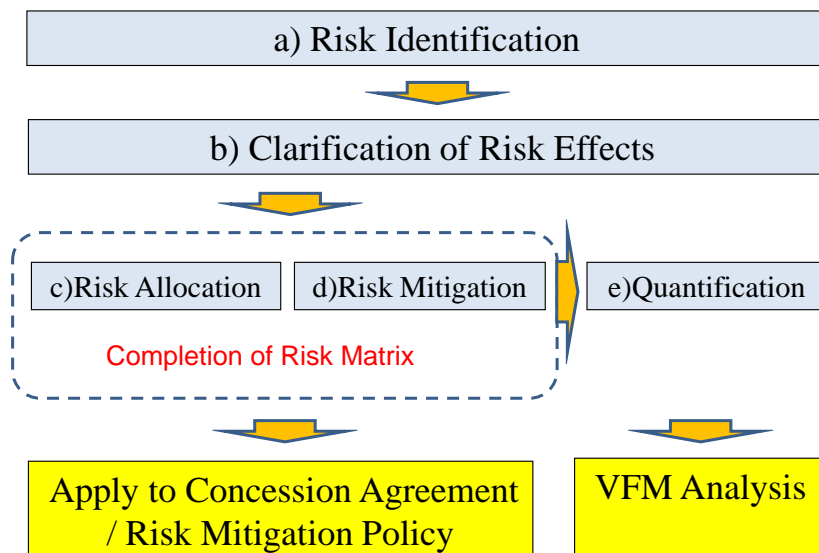 a) Risk Identification
b) Clarification of Risk Effects
c)Risk Allocation
d)Risk Mitigation
e)Quantification
Completion of Risk Matrix
Apply to Concession Agreement
/ Risk Mitigation Policy
VFM Analysis